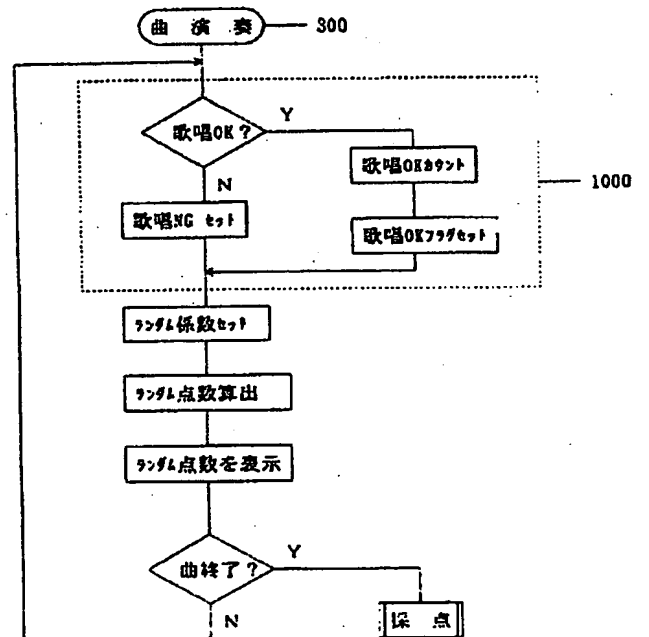 曲演奏
300
歌唱OK?
Y
歌唱OKカウント
N
1000
歌唱NGセット
歌唱OKフラグセット
ランダム係数セット
ランダム点数算出
ランダム点数を表示
曲終了?
Y
N
採点